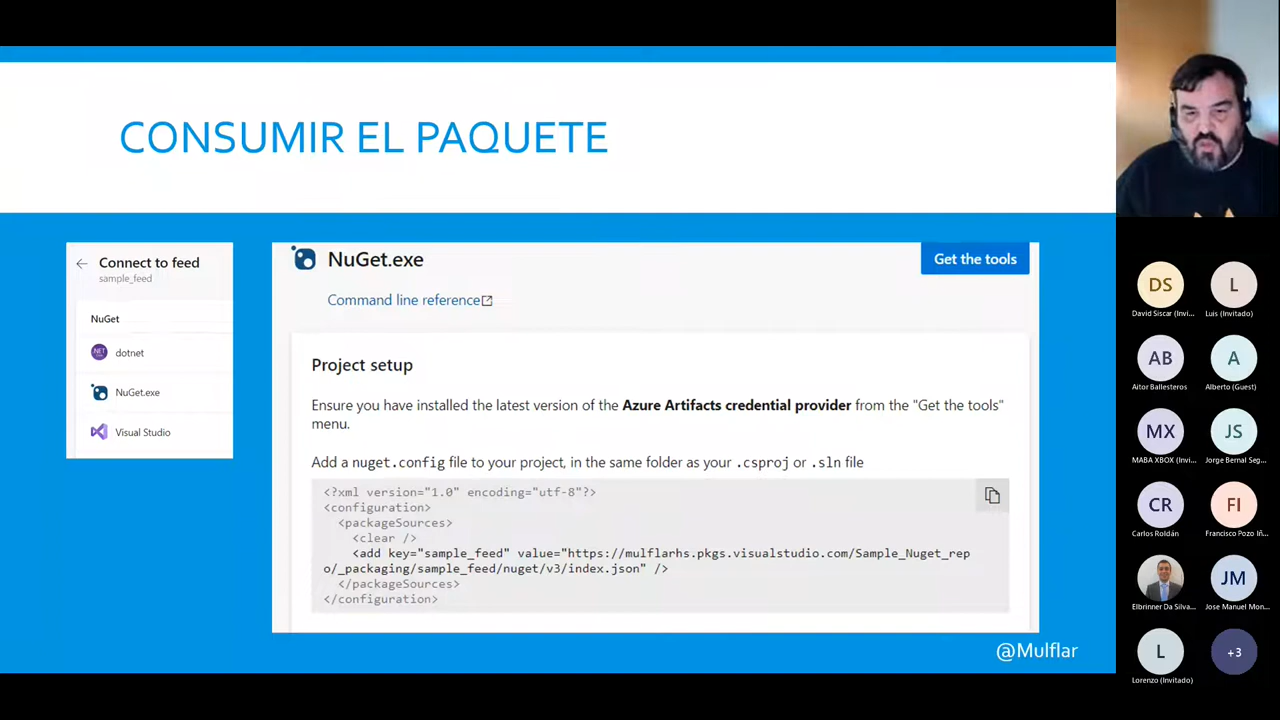 CONSUMIR EL PAQUETE
Connect to feed
sample_feed
NuGet
dotnet
NuGet.exe
Visual Studio
NuGet.exe
Get the tools
Command line reference
Project setup
Ensure you have installed the latest version of the Azure Artifacts credential provider from the "Get the tools"
menu.
Add a nuget.config file to your project, in the same folder as your .csproj or .sln file
<?xml version="1.0" encoding="utf-8"?>
<configuration>
<packageSources>
<clear />
<add key="sample_feed" value="https://mulflarhs.pkgs.visualstudio.com/Sample_Nuget_rep
o/_packaging/sample_feed/nuget/v3/index.json" />
</packageSources>
</configuration>
@Mulflar
DS
David Siscar (Invi...
L
Luis (Invitado)
AB
Aitor Ballesteros
A
Alberto (Guest)
MX
MABA XBOX (Invi...
JS
Jorge Bernal Seg...
CR
Carlos Roldán
FI
Francisco Pozo Iñ...
Elbrinner Da Silva...
JM
Jose Manuel Mon...
L
Lorenzo (Invitado)
+3